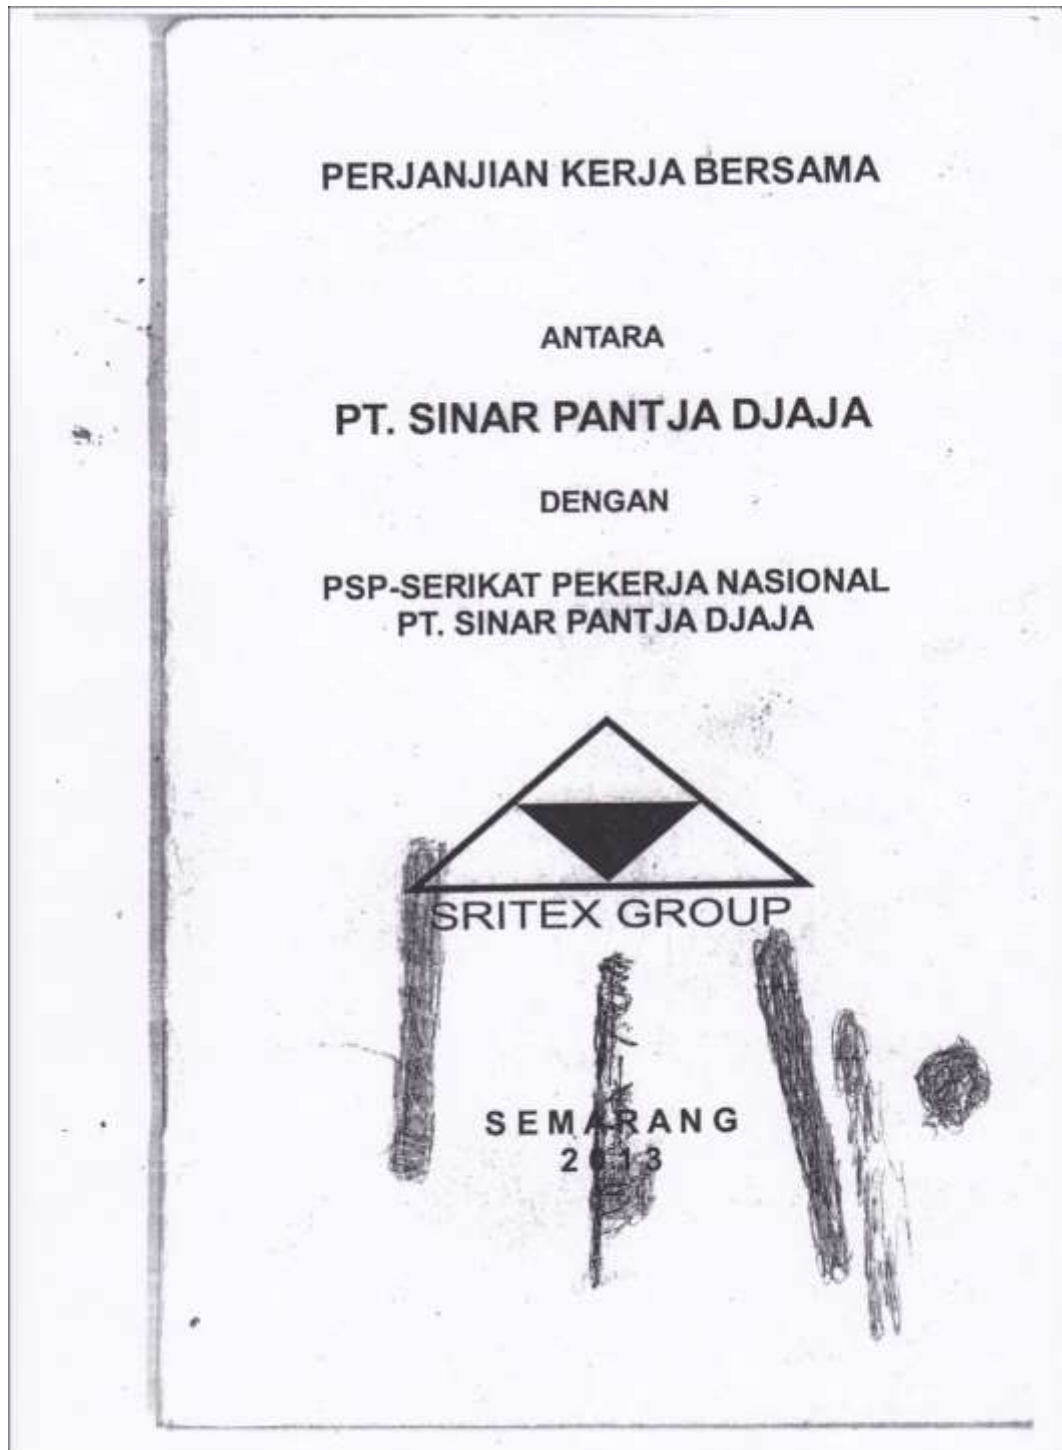 PERJANJIAN KERJA BERSAMA
ANTARA
PT. SINAR PANTJA DJAJA
DENGAN
PSP-SERIKAT PEKERJA NASIONAL
PT. SINAR PANTJA DJAJA
SRITEX GROUP
SEMARANG
2013